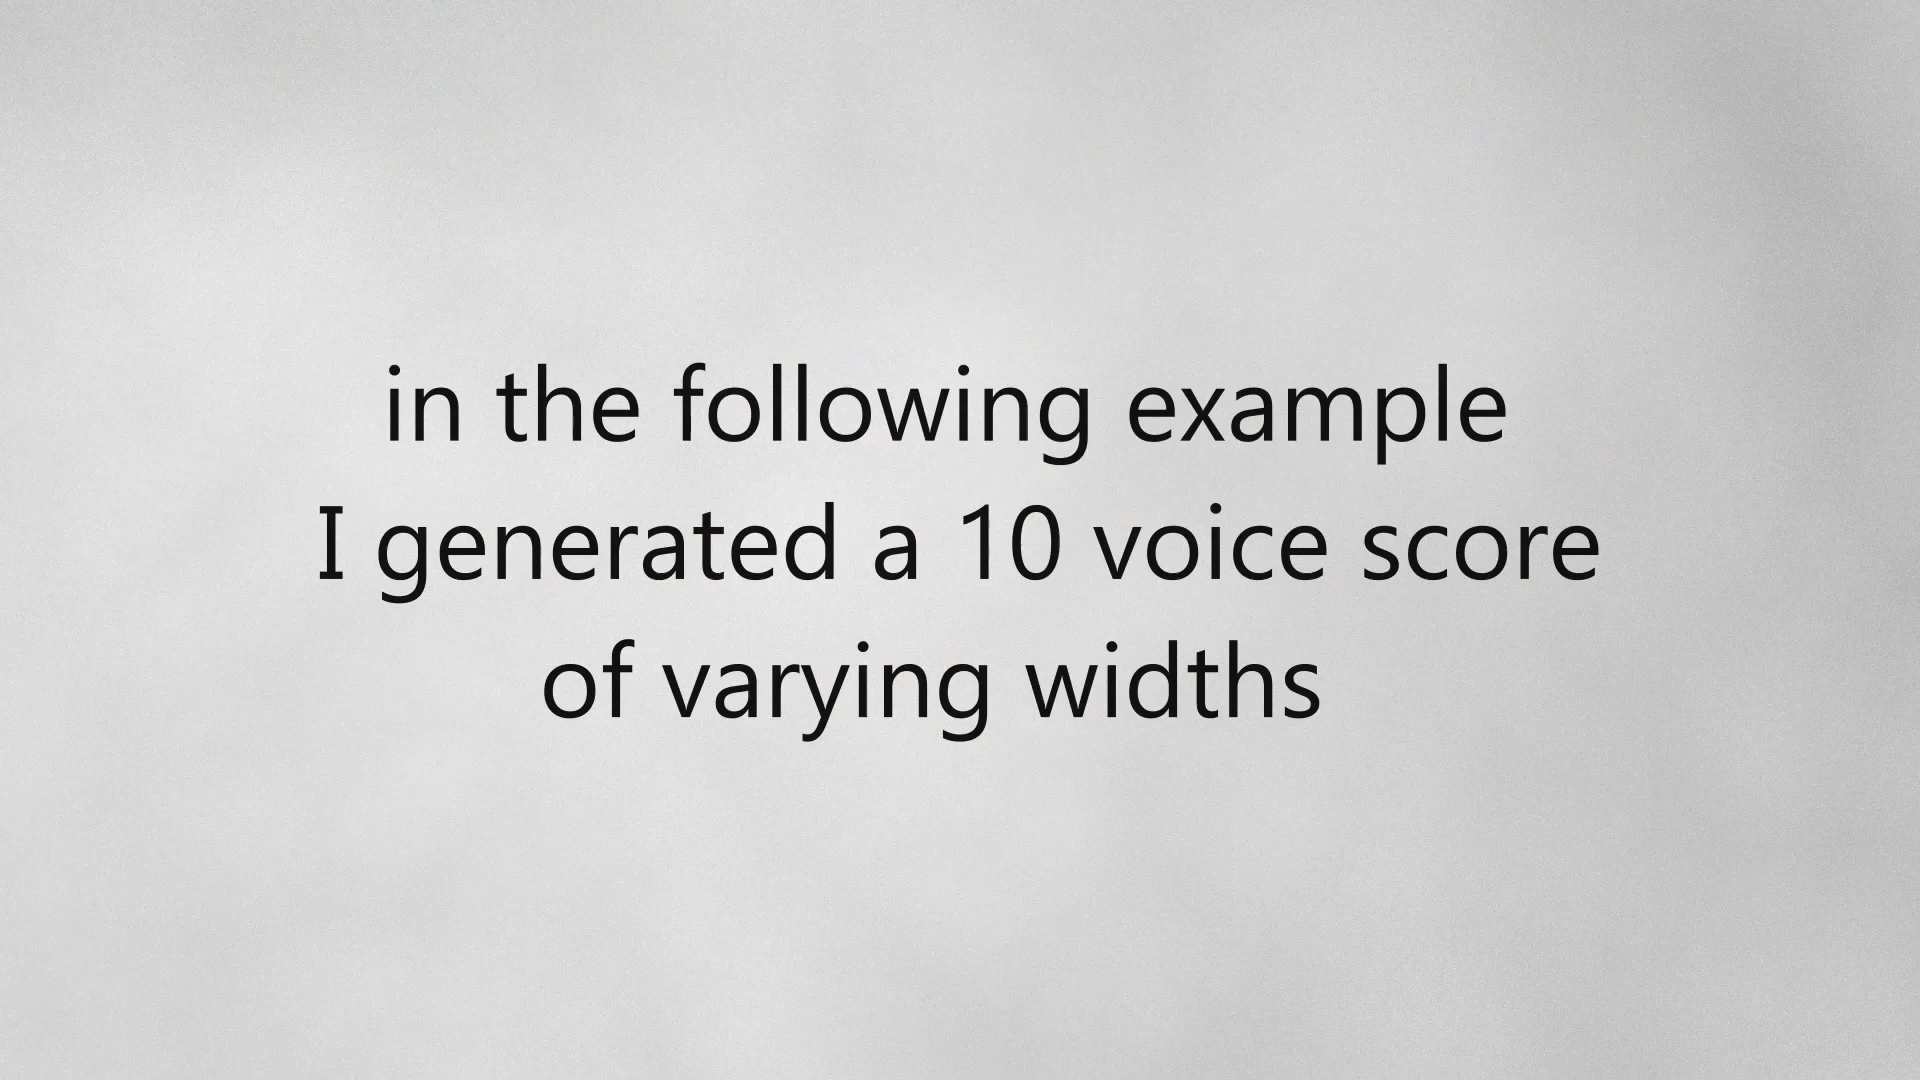 in the following example
I generated a 10 voice score
of varying widths